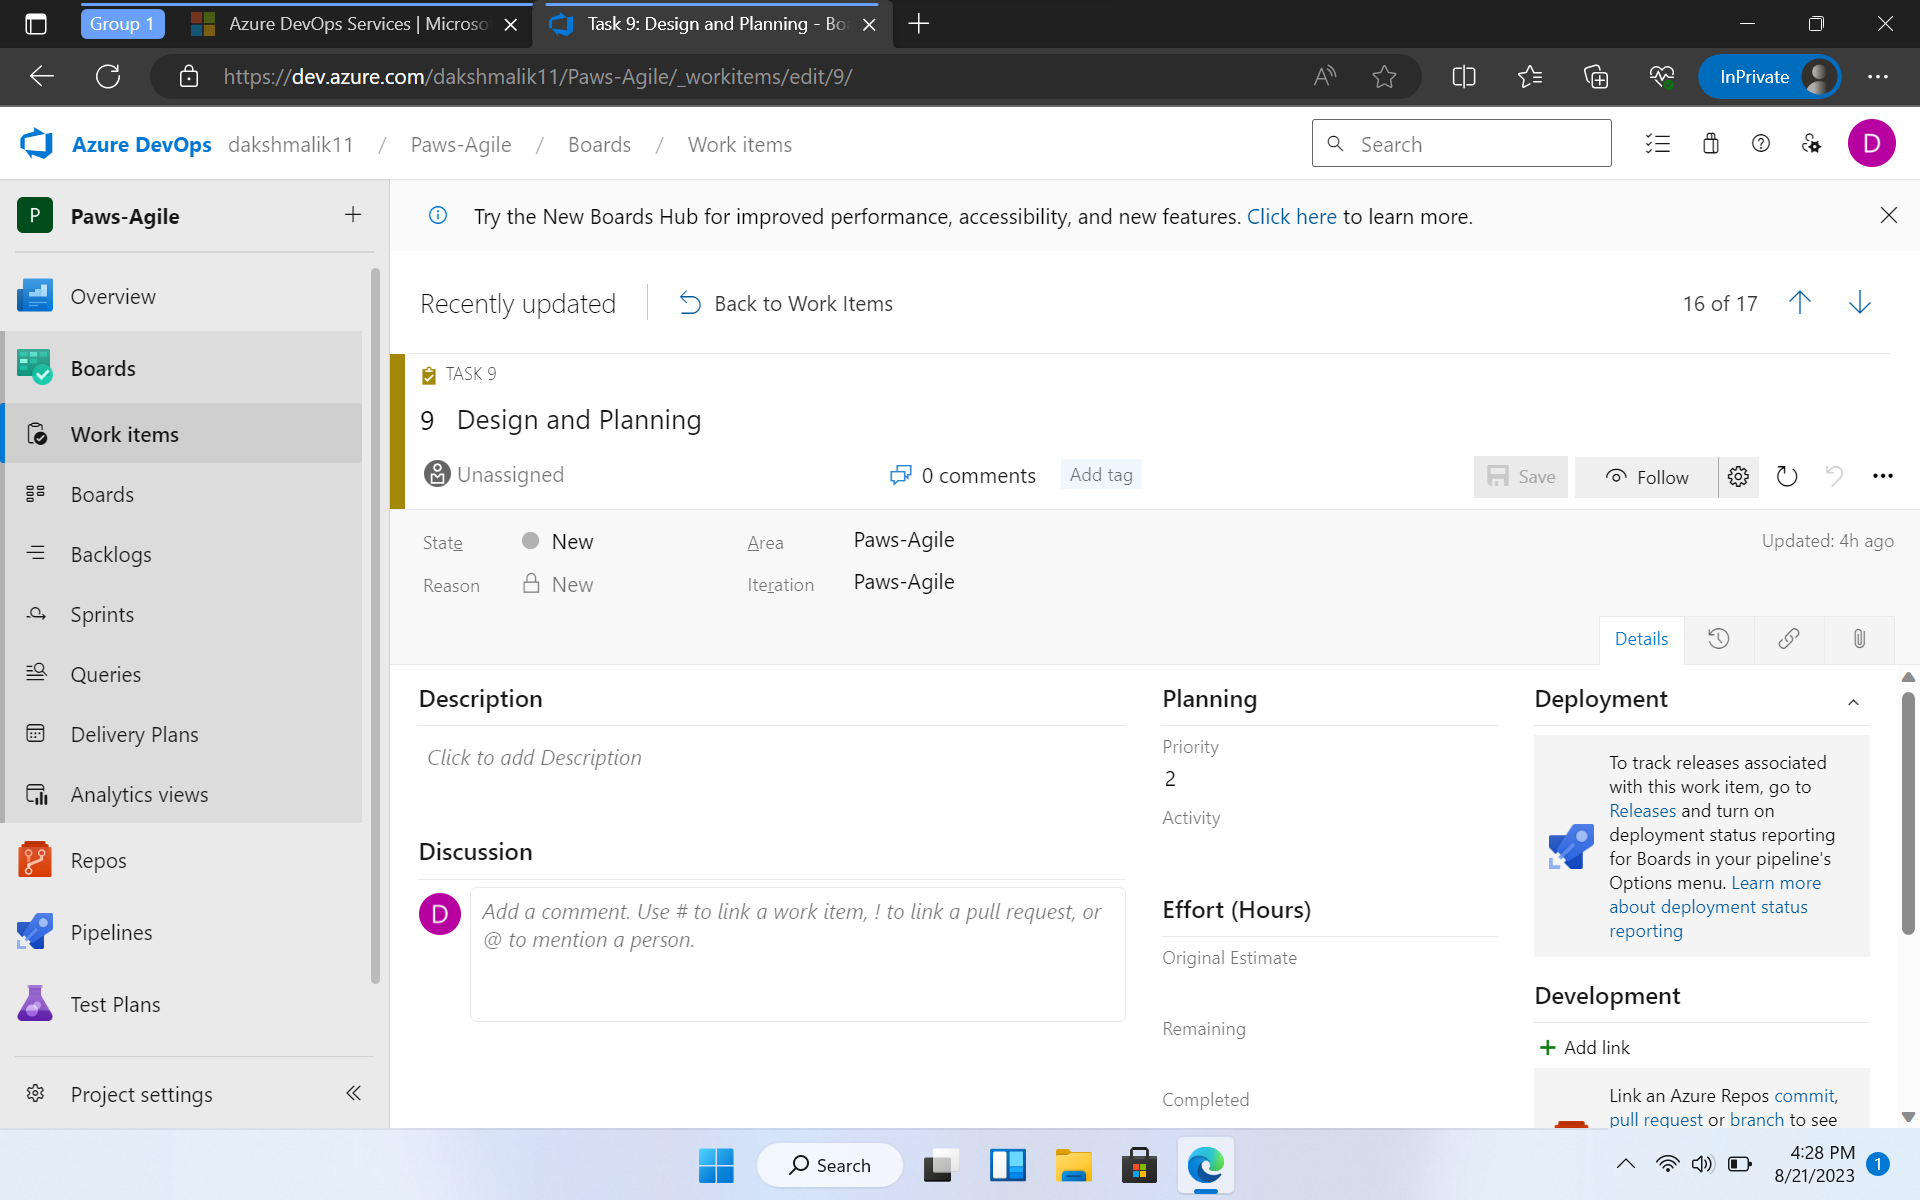 Group 1
Azure DevOps Services | Microso
Task 9: Design and Planning - Bo
https://dev.azure.com/dakshmalik11/Paws-Agile/_workitems/edit/9/
InPrivate
Azure DevOps dakshmalik11 / Paws-Agile / Boards / Work items
Search
D
P Paws-Agile
Overview
Boards
Work items
Boards
Backlogs
Sprints
Queries
Delivery Plans
Analytics views
Repos
Pipelines
Test Plans
Project settings
Try the New Boards Hub for improved performance, accessibility, and new features. Click here to learn more.
Recently updated
Back to Work Items
16 of 17
TASK 9
9 Design and Planning
Unassigned
0 comments
Add tag
Save
Follow
State New
Area Paws-Agile
Updated: 4h ago
Reason New
Iteration Paws-Agile
Details
Description
Click to add Description
Discussion
D
Add a comment. Use # to link a work item, ! to link a pull request, or
@ to mention a person.
Planning
Priority
2
Activity
Effort (Hours)
Original Estimate
Remaining
Completed
Deployment
To track releases associated
with this work item, go to
Releases and turn on
deployment status reporting
for Boards in your pipeline's
Options menu. Learn more
about deployment status
reporting
Development
Add link
Link an Azure Repos commit,
pull request or branch to see
Search
4:28 PM
8/21/2023
1